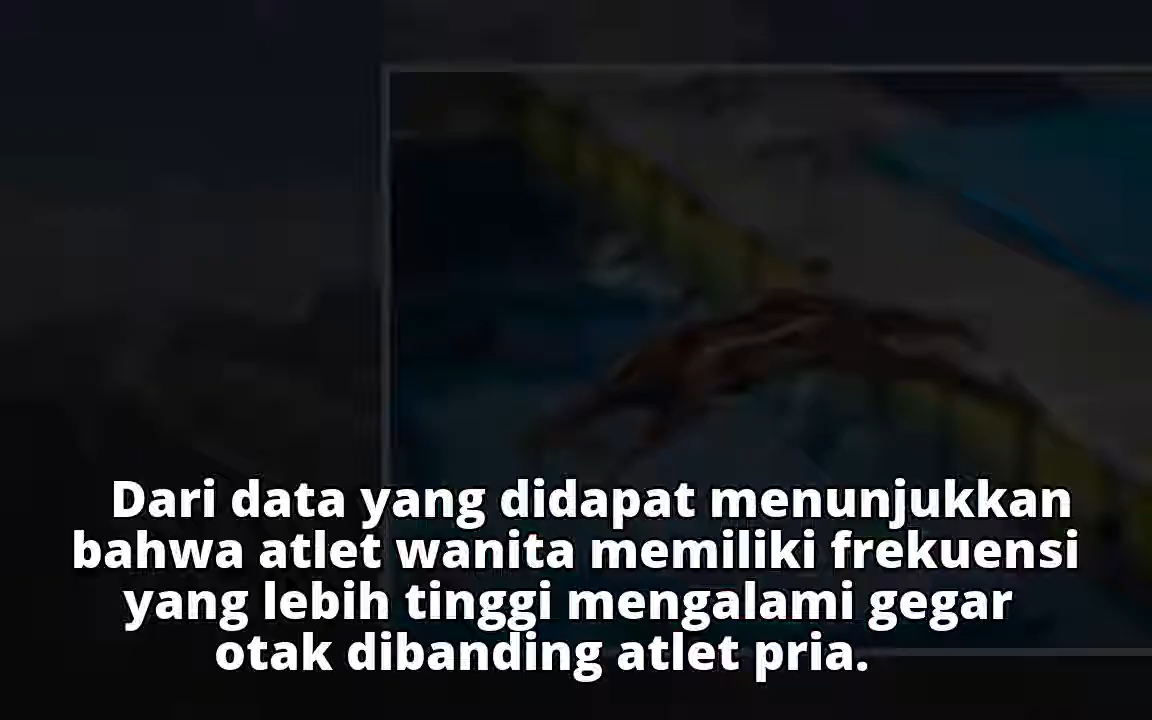 Dari data yang didapat menunjukkan
bahwa atlet wanita memiliki frekuensi
yang lebih tinggi mengalami gegar
otak dibanding atlet pria.